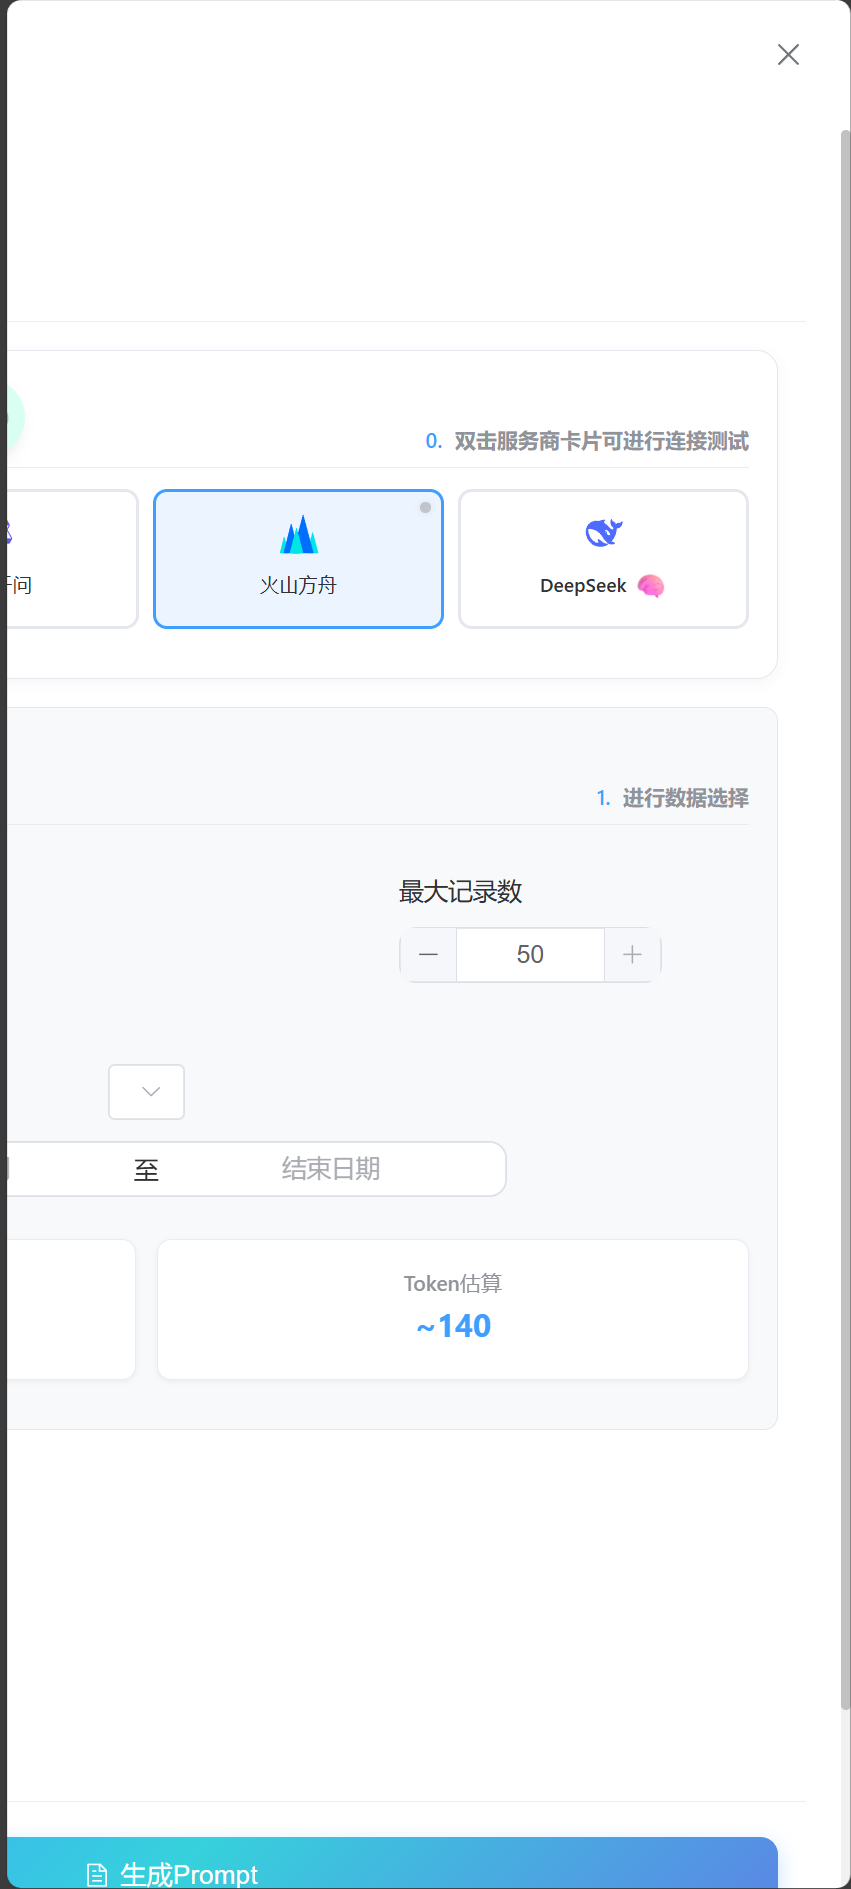 0. 双击服务商卡片可进行连接测试
千问
火山方舟
DeepSeek
1. 进行数据选择
最大记录数
50
至 结束日期
Token估算
~140
生成Prompt